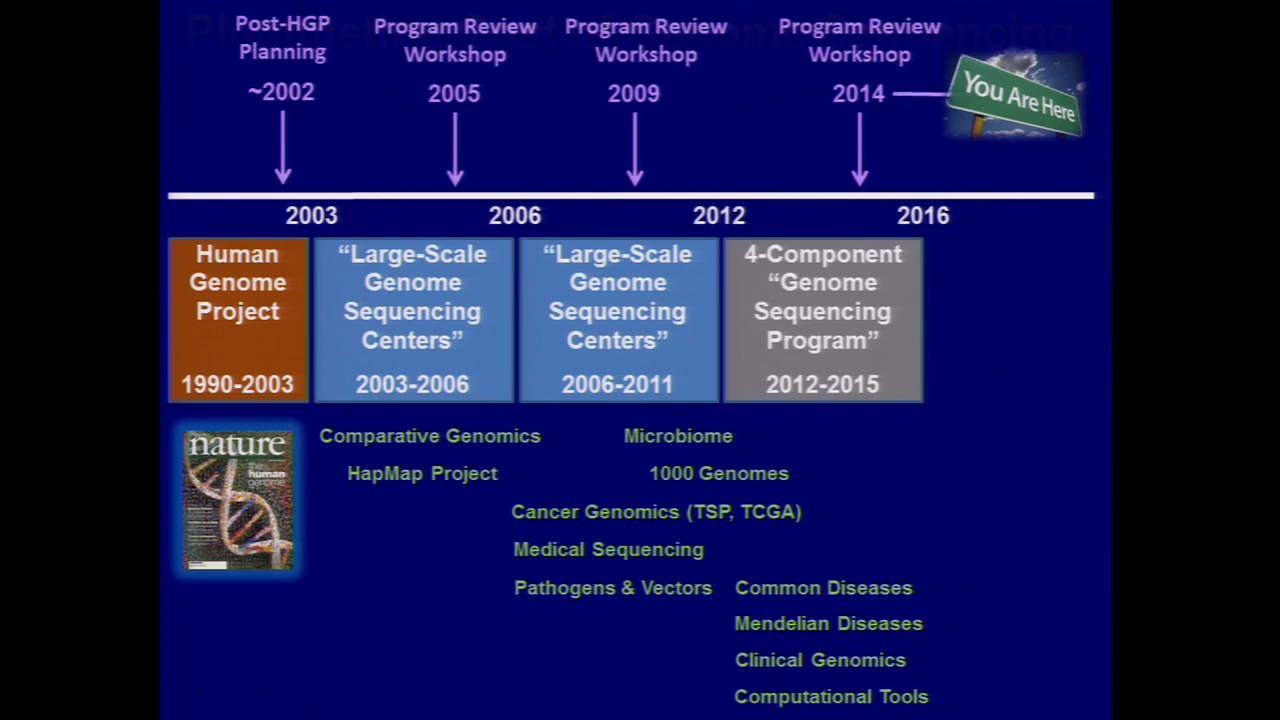 Post-HGP
Planning
~2002
Program Review
Workshop
2005
Program Review
Workshop
2009
Program Review
Workshop
2014
You Are Here
2003
2006
2012
2016
Human
Genome
Project
1990-2003
“Large-Scale
Genome
Sequencing
Centers”
2003-2006
“Large-Scale
Genome
Sequencing
Centers”
2006-2011
4-Component
“Genome
Sequencing
Program”
2012-2015
nature
the
human
genome
Comparative Genomics
Microbiome
HapMap Project
1000 Genomes
Cancer Genomics (TSP, TCGA)
Medical Sequencing
Pathogens & Vectors
Common Diseases
Mendelian Diseases
Clinical Genomics
Computational Tools